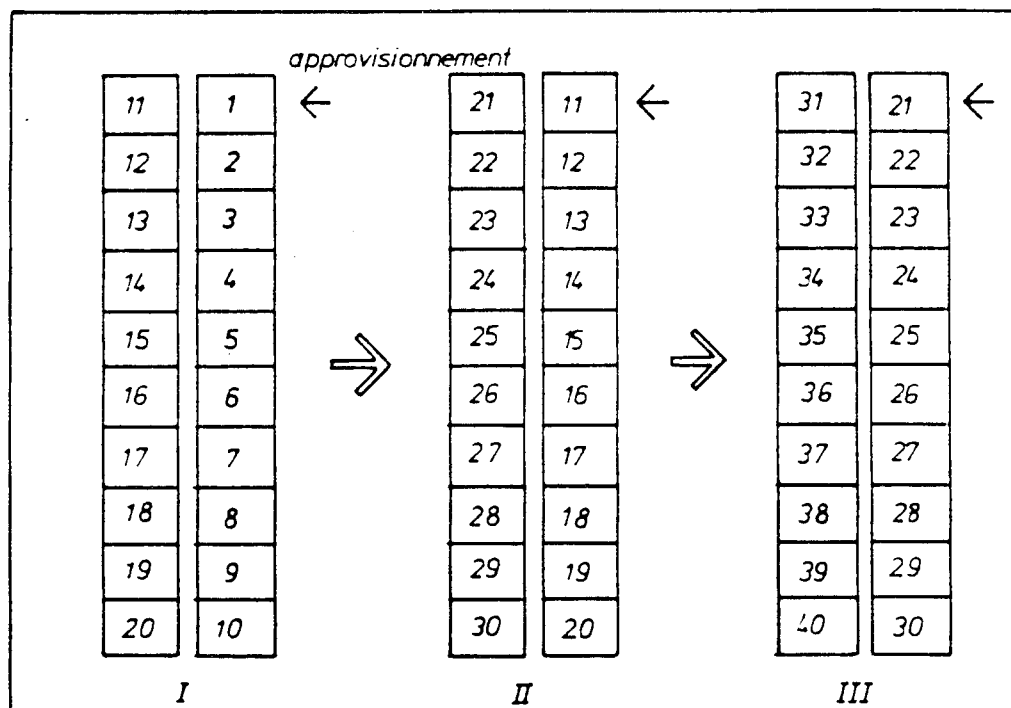 approvisionnement
11 1 21 11 31 21
12 2 22 12 32 22
13 3 23 13 33 23
14 4 24 14 34 24
15 5 25 15 35 25
16 6 26 16 36 26
17 7 27 17 37 27
18 8 28 18 38 28
19 9 29 19 39 29
20 10 30 20 40 30
I II III